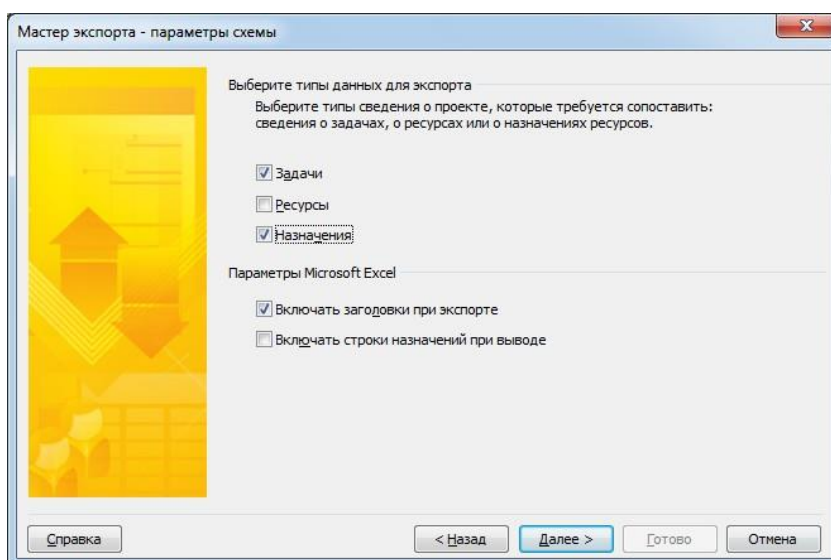 Мастер экспорта - параметры схемы
Выберите типы данных для экспорта
Выберите типы сведения о проекте, которые требуется сопоставить:
сведения о задачах, о ресурсах или о назначениях ресурсов.
Задачи
Ресурсы
Назначения
Параметры Microsoft Excel
Включать заголовки при экспорте
Включать строки назначений при выводе
Справка
< Назад
Далее >
Готово
Отмена